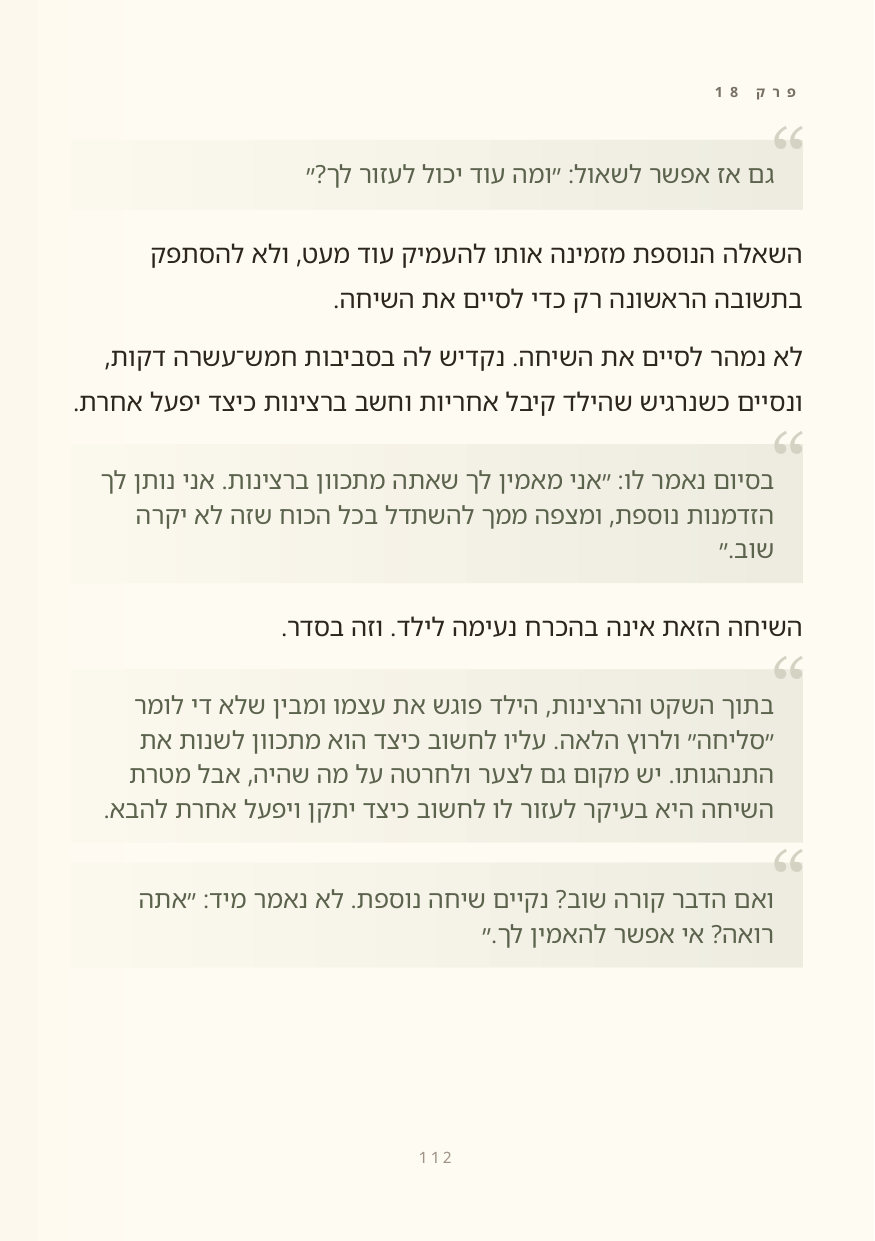 פרק 18
“
גם אז אפשר לשאול: ״ומה עוד יכול לעזור לך?״
השאלה הנוספת מזמינה אותו להעמיק עוד מעט, ולא להסתפק
בתשובה הראשונה רק כדי לסיים את השיחה.
לא נמהר לסיים את השיחה. נקדיש לה בסביבות חמש־עשרה דקות,
ונסיים כשנרגיש שהילד קיבל אחריות וחשב ברצינות כיצד יפעל אחרת.
“
בסיום נאמר לו: ״אני מאמין לך שאתה מתכוון ברצינות. אני נותן לך
הזדמנות נוספת, ומצפה ממך להשתדל בכל הכוח שזה לא יקרה
שוב.״
השיחה הזאת אינה בהכרח נעימה לילד. וזה בסדר.
“
בתוך השקט והרצינות, הילד פוגש את עצמו ומבין שלא די לומר
״סליחה״ ולרוץ הלאה. עליו לחשוב כיצד הוא מתכוון לשנות את
התנהגותו. יש מקום גם לצער ולחרטה על מה שהיה, אבל מטרת
השיחה היא בעיקר לעזור לו לחשוב כיצד יתקן ויפעל אחרת להבא.
“
ואם הדבר קורה שוב? נקיים שיחה נוספת. לא נאמר מיד: ״אתה
רואה? אי אפשר להאמין לך.״
112